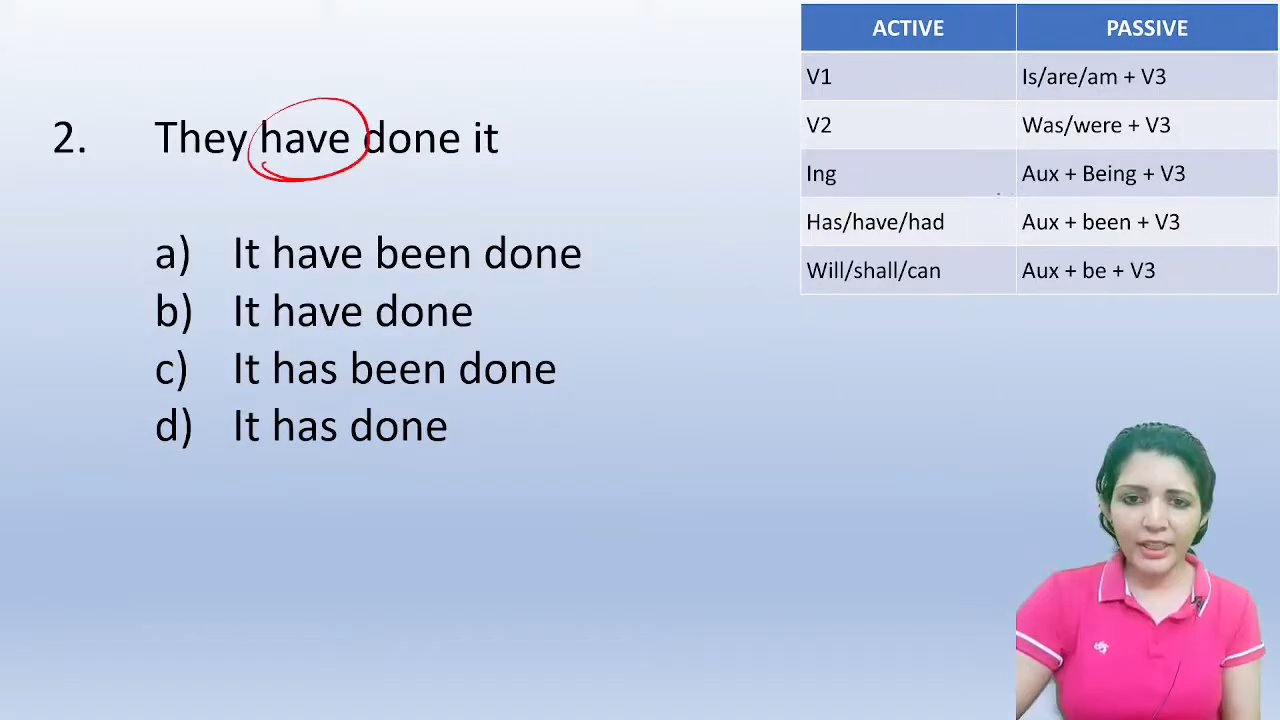 2. They have done it
a) It have been done
b) It have done
c) It has been done
d) It has done
ACTIVE PASSIVE
V1 Is/are/am + V3
V2 Was/were + V3
Ing Aux + Being + V3
Has/have/had Aux + been + V3
Will/shall/can Aux + be + V3